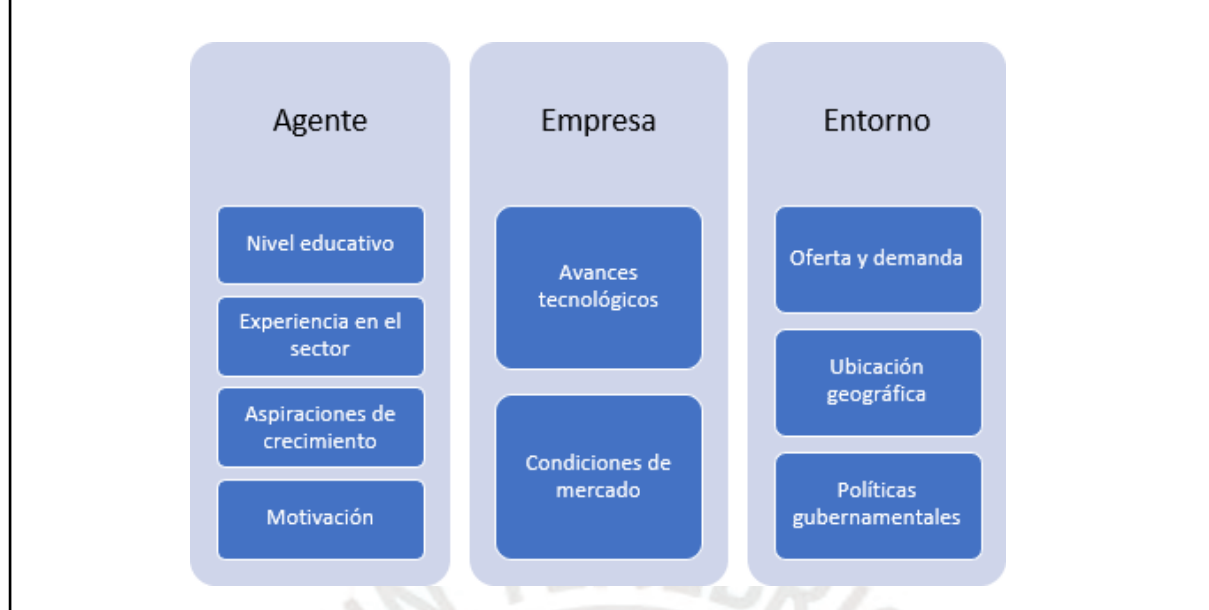 Agente
Nivel educativo
Experiencia en el
sector
Aspiraciones de
crecimiento
Motivación
Empresa
Avances
tecnológicos
Condiciones de
mercado
Entorno
Oferta y demanda
Ubicación
geográfica
Políticas
gubernamentales